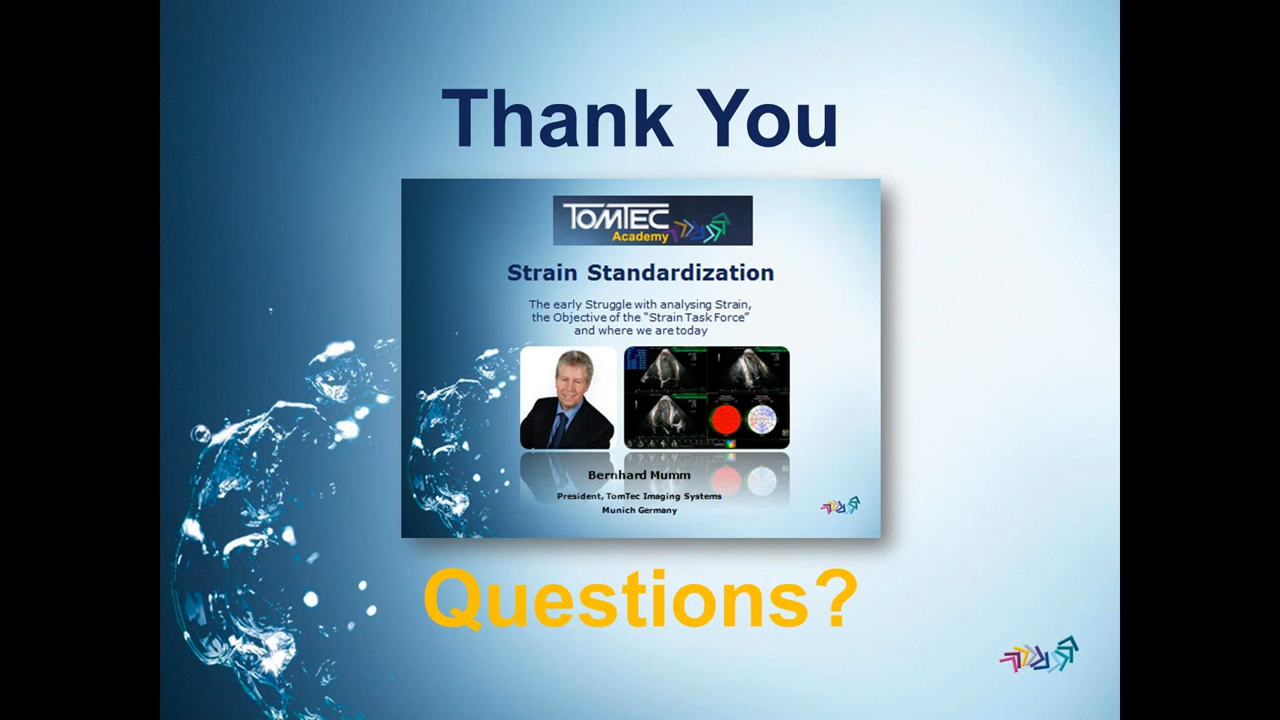 Thank You
TOMTEC
Academy
Strain Standardization
The early Struggle with analysing Strain,
the Objective of the "Strain Task Force"
and where we are today
Bernhard Mumm
President, TomTec Imaging Systems
Munich Germany
Questions?